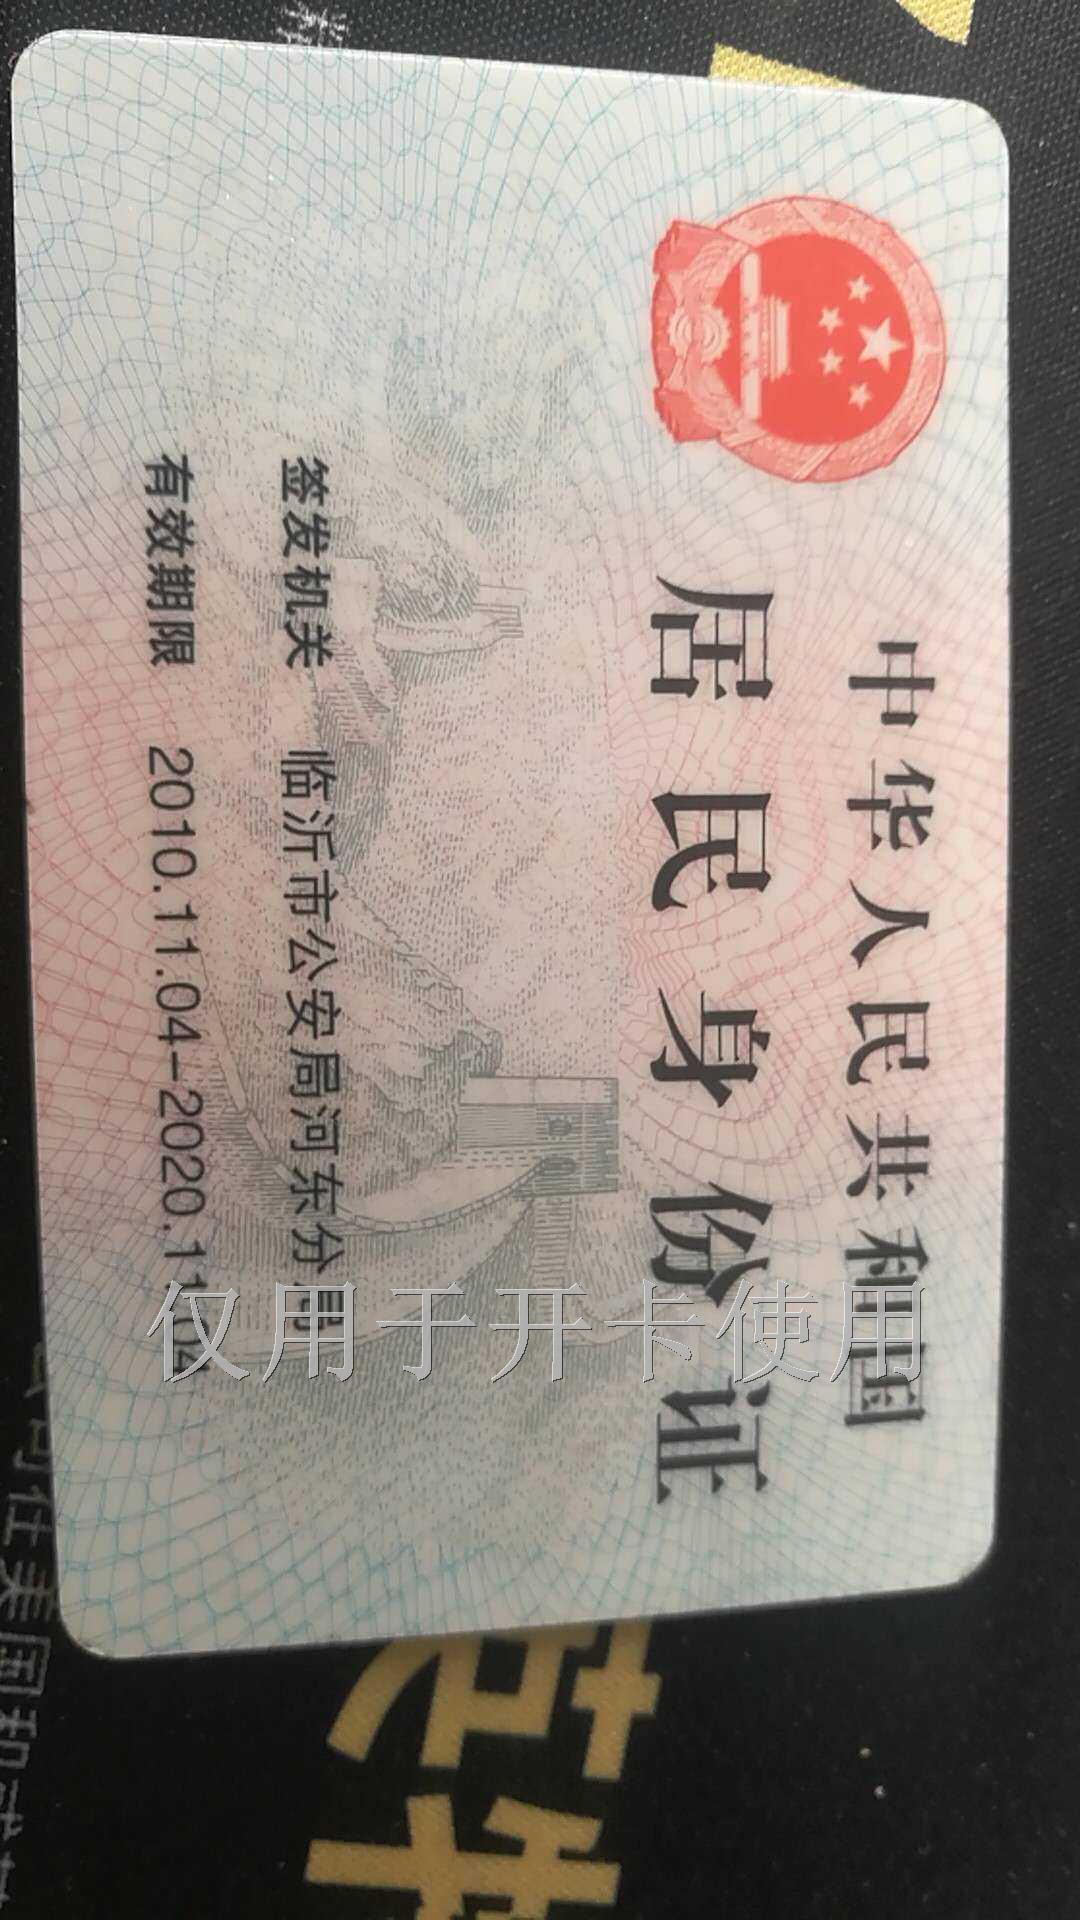 中华人民共和国
居民身份证
签发机关 临沂市公安局河东分局
有效期限 2010.11.04-2020.11.04
仅用于开卡使用